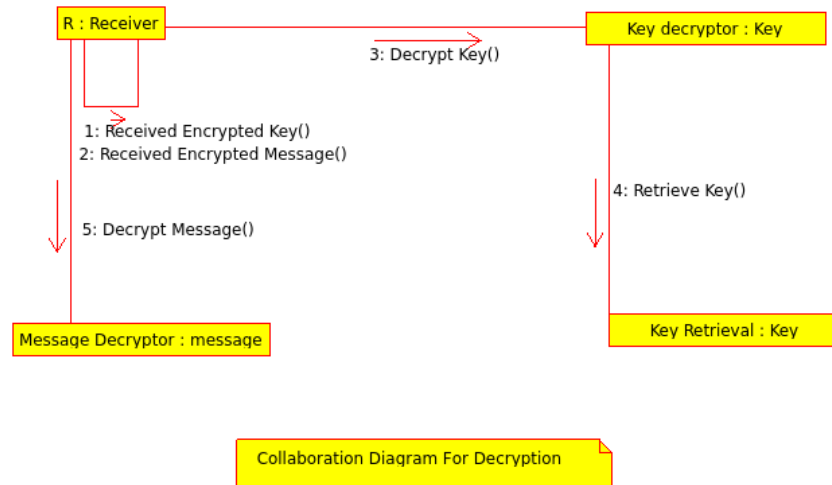 R : Receiver
Key decryptor : Key
3: Decrypt Key()
1: Received Encrypted Key()
2: Received Encrypted Message()
4: Retrieve Key()
5: Decrypt Message()
Message Decryptor : message
Key Retrieval : Key
Collaboration Diagram For Decryption